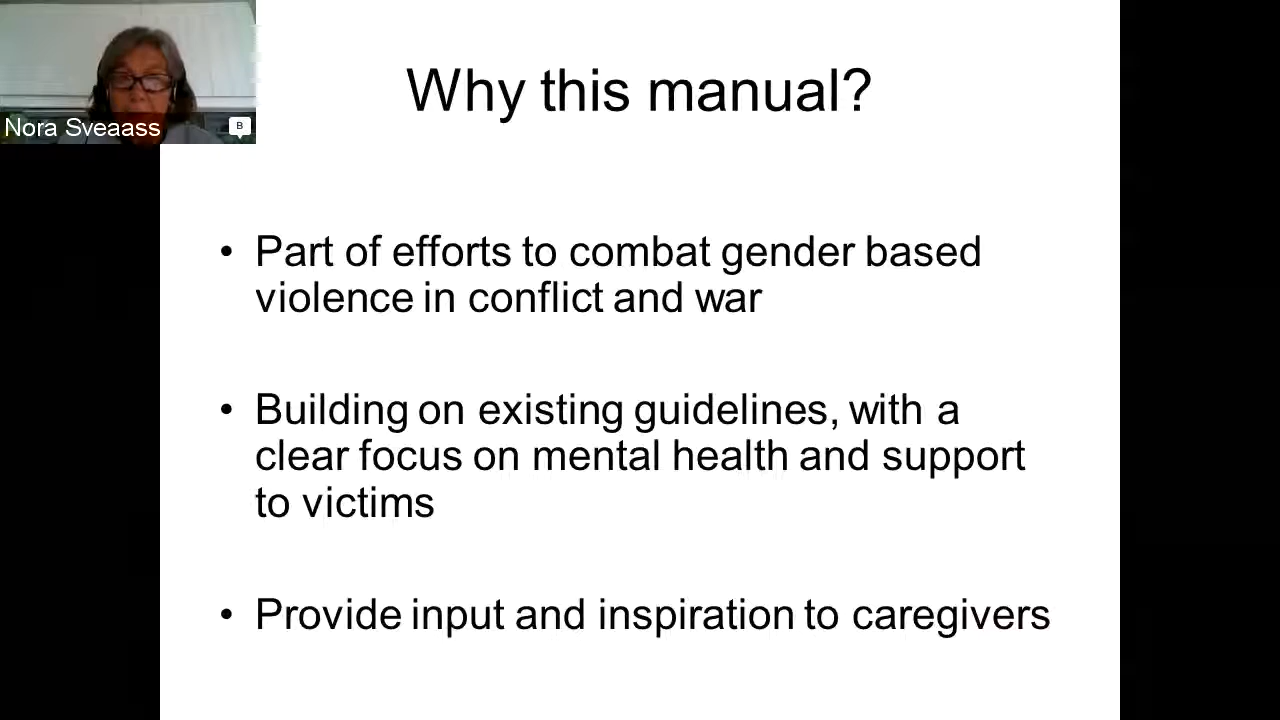 Why this manual?
Nora Sveaass
B
• Part of efforts to combat gender based
violence in conflict and war
• Building on existing guidelines, with a
clear focus on mental health and support
to victims
• Provide input and inspiration to caregivers